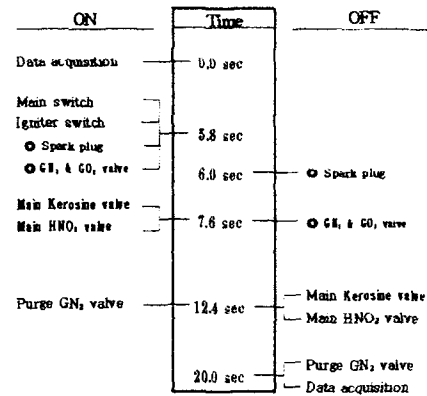 ON
Time
OFF
Data acquisition
0.0 sec
Main switch
Igniter switch
5.8 sec
Spark plug
& GO₂ valve
6.0 sec
Spark plug
Main Kerosine valve
Main HNO₃ valve
7.6 sec
& GO₂ valve
Purge GN₂ valve
12.4 sec
Main Kerosine valve
Main HNO₃ valve
20.0 sec
Purge GN₂ valve
Data acquisition